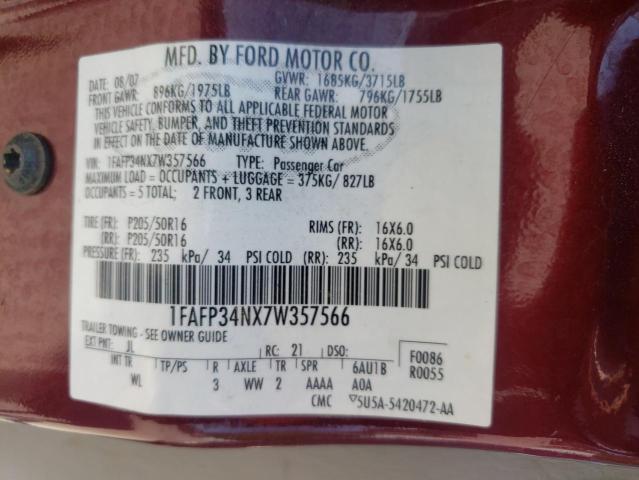 MFD. BY FORD MOTOR CO.
DATE: 08/07 GVWR: 1685KG/3715LB
FRONT GAWR: 896KG/1975LB REAR GAWR: 796KG/1755LB
THIS VEHICLE CONFORMS TO ALL APPLICABLE FEDERAL MOTOR
VEHICLE SAFETY, BUMPER, AND THEFT PREVENTION STANDARDS
IN EFFECT ON THE DATE OF MANUFACTURE SHOWN ABOVE.
VIN: 1FAFP34NX7W357566 TYPE: Passenger Car
MAXIMUM LOAD = OCCUPANTS + LUGGAGE = 375KG/ 827LB
OCCUPANTS = 5 TOTAL: 2 FRONT, 3 REAR
TIRE (FR): P205/50R16 RIMS (FR): 16X6.0
(RR): P205/50R16 (RR): 16X6.0
PRESSURE (FR): 235 kPa/ 34 PSI COLD (RR): 235 kPa/ 34 PSI COLD
1FAFP34NX7W357566
TRAILER TOWING - SEE OWNER GUIDE
EXT PNT: JL RC: 21 DSO: F0086
INT TR TP/PS R AXLE TR SPR 6AU1B R0055
WL 3 WW 2 AAAA A0A
CMC ▽5U5A-5420472-AA